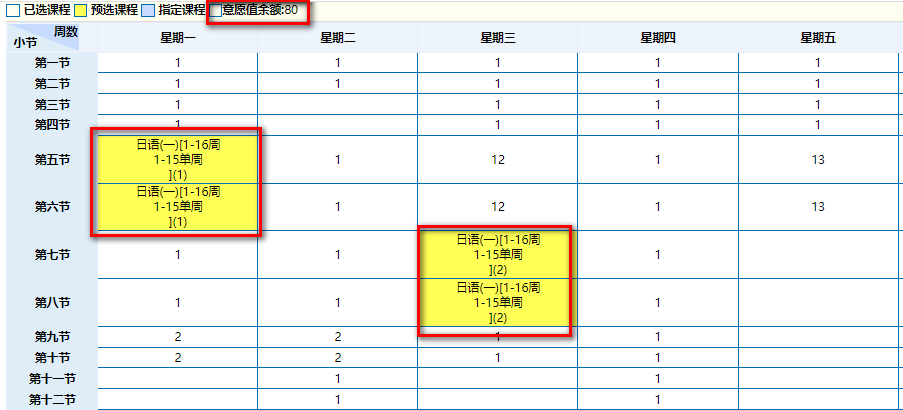 已选课程 预选课程 指定课程 意愿值余额:80
周数
小节 星期一 星期二 星期三 星期四 星期五
第一节 1 1 1 1 1
第二节 1 1 1 1 1
第三节 1 1 1 1
第四节 1 1 1 1
第五节 日语(一)[1-16周
1-15单周
](1) 1 12 1 13
第六节 日语(一)[1-16周
1-15单周
](1) 1 12 1 13
第七节 1 1 日语(一)[1-16周
1-15单周
](2) 1
第八节 1 1 日语(一)[1-16周
1-15单周
](2) 1
第九节 2 2 1 1
第十节 2 2 1 1
第十一节 1 1
第十二节 1 1